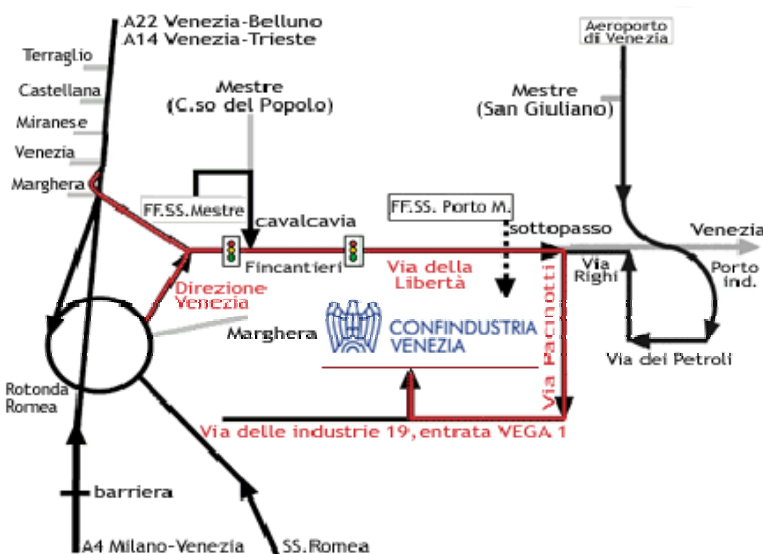 A22 Venezia-Belluno
A14 Venezia-Trieste
Aeroporto
di Venezia
Terraglio
Castellana
Miranese
Venezia
Marghera
Mestre
(C.so del Popolo)
Mestre
(San Giuliano)
FF.SS.Mestre
cavalcavia
FF.SS. Porto M.
sottopasso
Venezia
Fincantieri
Via della
Libertà
Via
Righi
Porto
ind.
Direzione
Venezia
Marghera
CONFINDUSTRIA
VENEZIA
Via Pacinotti
Via dei Petroli
Rotonda
Romea
Via delle industrie 19, entrata VEGA 1
barriera
A4 Milano-Venezia
SS.Romea